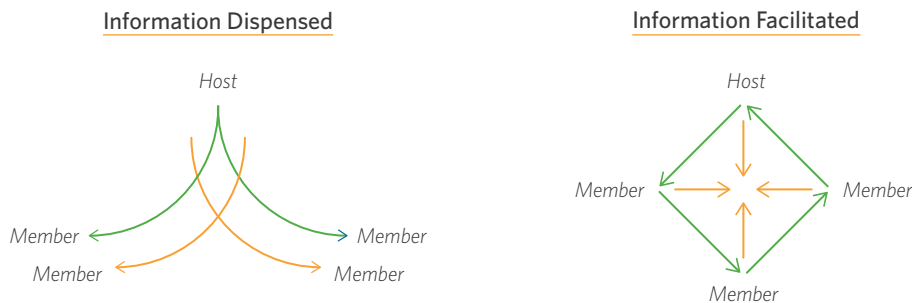 Information Dispensed
Information Facilitated
Host
Host
Member
Member
Member
Member
Member
Member
Member